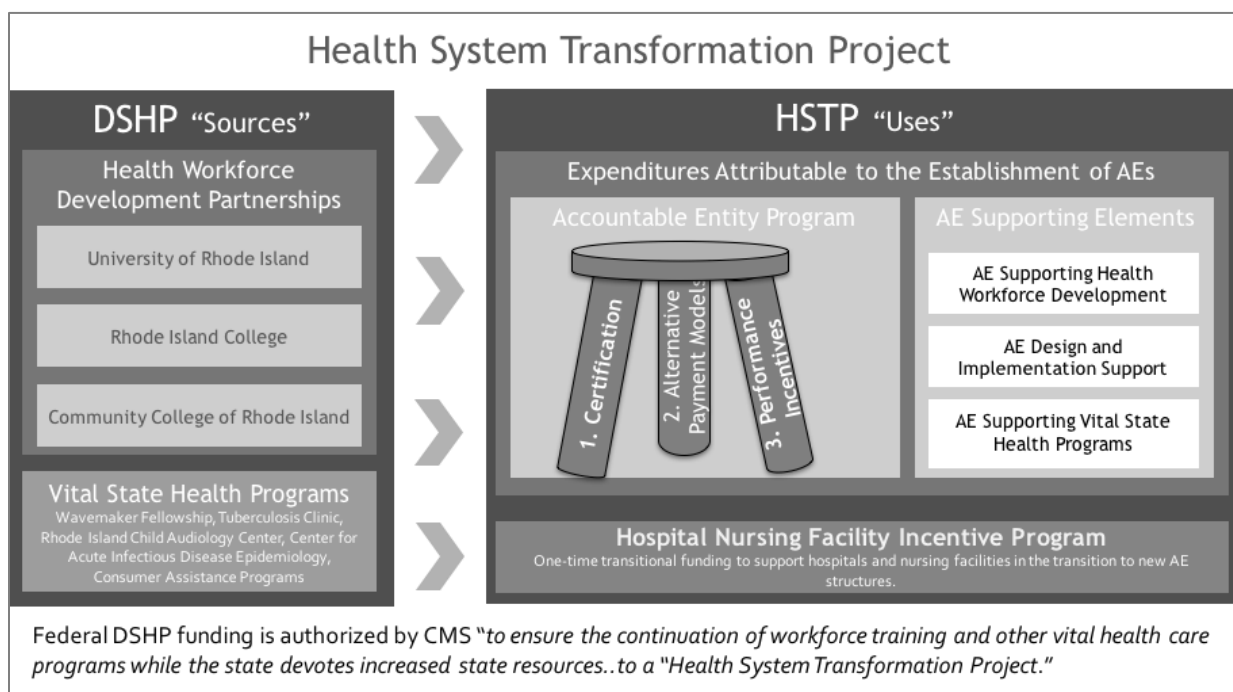 Health System Transformation Project
DSHP "Sources"
Health Workforce
Development Partnerships
University of Rhode Island
Rhode Island College
Community College of Rhode Island
Vital State Health Programs
Wavemaker Fellowship, Tuberculosis Clinic,
Rhode Island Child Audiology Center, Center for
Acute Infectious Disease Epidemiology,
Consumer Assistance Programs
HSTP "Uses"
Expenditures Attributable to the Establishment of AEs
Accountable Entity Program
1. Certification
2. Alternative
Payment Models
3. Performance
Incentives
AE Supporting Elements
AE Supporting Health
Workforce Development
AE Design and
Implementation Support
AE Supporting Vital State
Health Programs
Hospital Nursing Facility Incentive Program
One-time transitional funding to support hospitals and nursing facilities in the transition to new AE
structures.
Federal DSHP funding is authorized by CMS "to ensure the continuation of workforce training and other vital health care
programs while the state devotes increased state resources..to a "Health System Transformation Project."